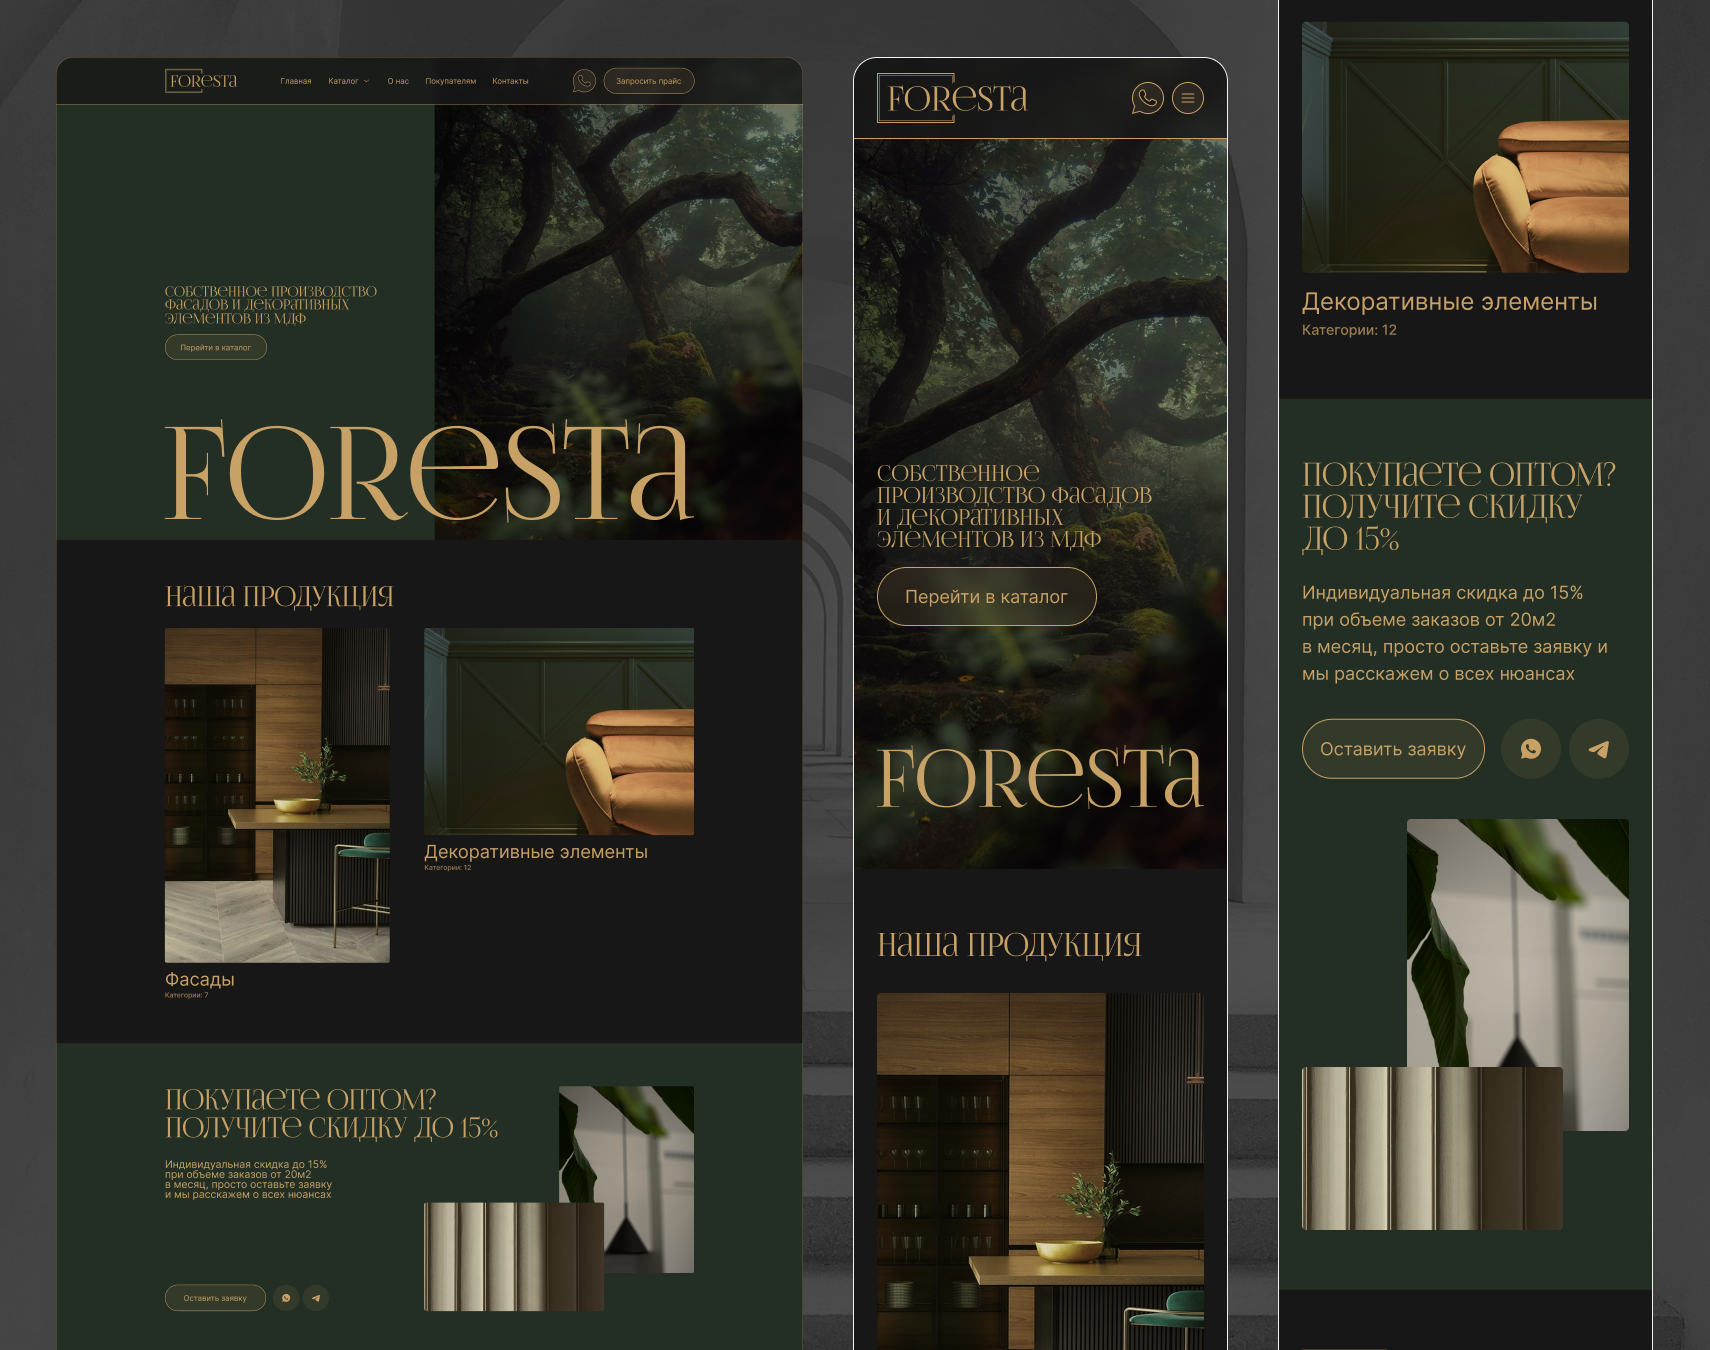 FORESTA
Главная
Каталог
О нас
Покупателям
Контакты
Запросить прайс
СОБСТВЕННОЕ ПРОИЗВОДСТВО
ФАСАДОВ И ДЕКОРАТИВНЫХ
ЭЛЕМЕНТОВ ИЗ МДФ
Перейти в каталог
FORESTA
НАША ПРОДУКЦИЯ
Фасады
Категории: 7
Декоративные элементы
Категории: 12
ПОКУПАЕТЕ ОПТОМ?
ПОЛУЧИТЕ СКИДКУ ДО 15%
Индивидуальная скидка до 15%
при объеме заказов от 20м2
в месяц, просто оставьте заявку
и мы расскажем о всех нюансах
Оставить заявку
FORESTA
СОБСТВЕННОЕ
ПРОИЗВОДСТВО ФАСАДОВ
И ДЕКОРАТИВНЫХ
ЭЛЕМЕНТОВ ИЗ МДФ
Перейти в каталог
FORESTA
НАША ПРОДУКЦИЯ
Декоративные элементы
Категории: 12
ПОКУПАЕТЕ ОПТОМ?
ПОЛУЧИТЕ СКИДКУ
ДО 15%
Индивидуальная скидка до 15%
при объеме заказов от 20м2
в месяц, просто оставьте заявку и
мы расскажем о всех нюансах
Оставить заявку